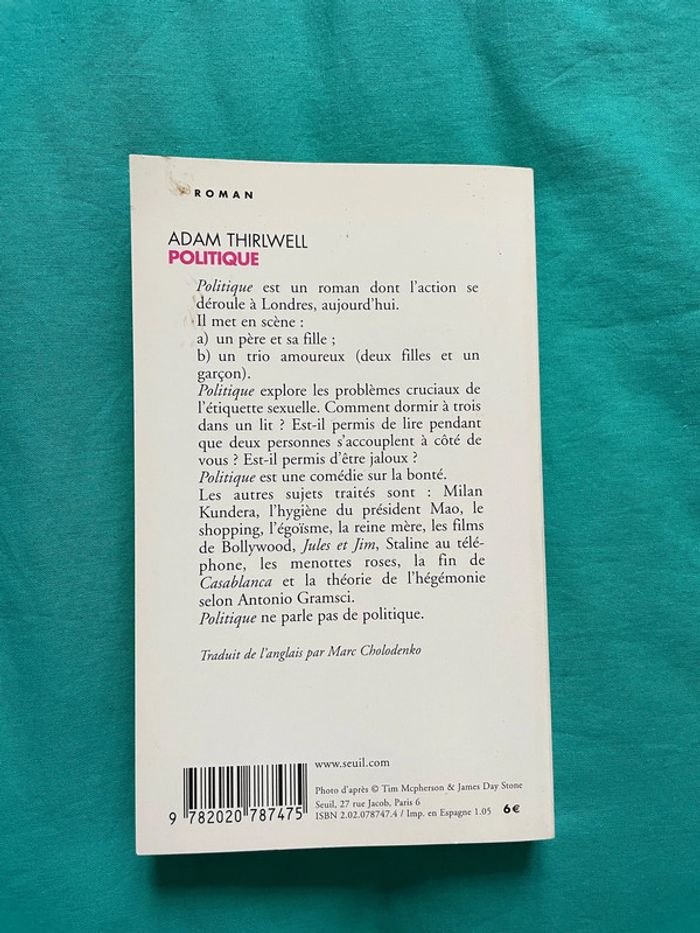 ROMAN
ADAM THIRLWELL
POLITIQUE
Politique est un roman dont l'action se
déroule à Londres, aujourd'hui.
Il met en scène :
a) un père et sa fille ;
b) un trio amoureux (deux filles et un
garçon).
Politique explore les problèmes cruciaux de
l'étiquette sexuelle. Comment dormir à trois
dans un lit ? Est-il permis de lire pendant
que deux personnes s'accouplent à côté de
vous ? Est-il permis d'être jaloux ?
Politique est une comédie sur la bonté.
Les autres sujets traités sont : Milan
Kundera, l'hygiène du président Mao, le
shopping, l'égoïsme, la reine mère, les films
de Bollywood, Jules et Jim, Staline au télé-
phone, les menottes roses, la fin de
Casablanca et la théorie de l'hégémonie
selon Antonio Gramsci.
Politique ne parle pas de politique.
Traduit de l'anglais par Marc Cholodenko
www.seuil.com
Photo d'après © Tim Mcpherson & James Day Stone
Seuil, 27 rue Jacob, Paris 6
ISBN 2.02.078747.4 / Imp. en Espagne 1.05 6€
9 782020 787475